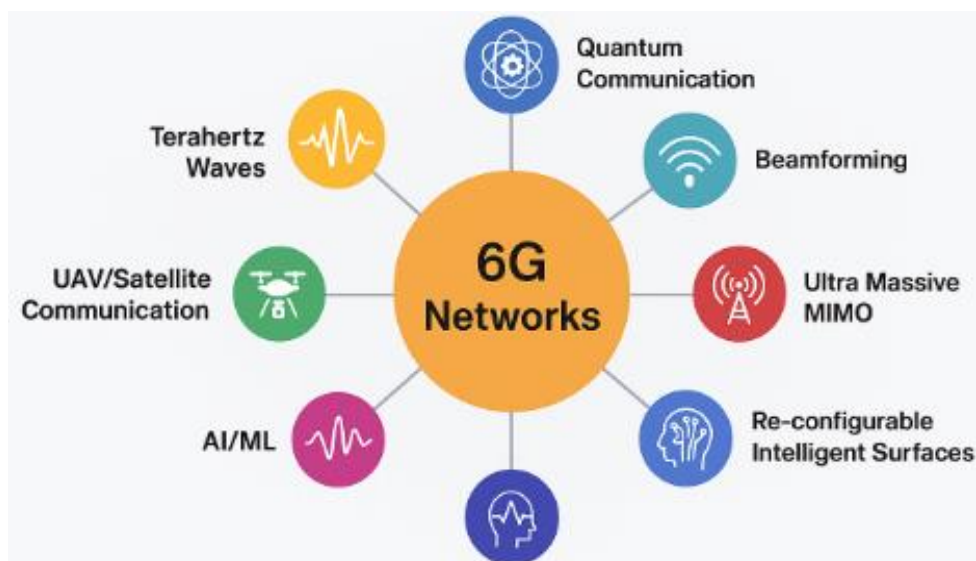 Quantum
Communication
Terahertz
Waves
Beamforming
6G
Networks
UAV/Satellite
Communication
Ultra Massive
MIMO
AI/ML
Re-configurable
Intelligent Surfaces